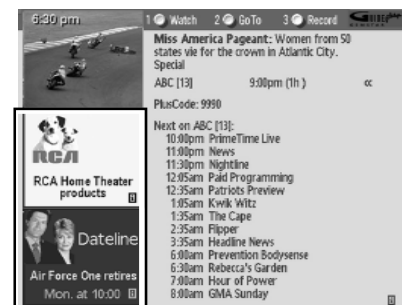 6:30 pm
1 Watch 2 GoTo 3 Record
Miss America Pageant: Women from 50
states vie for the crown in Atlantic City.
Special
ABC [13] 9:00pm (1h ) cc
PlusCode: 9990
Next on ABC [13]:
10:00pm PrimeTime Live
11:00pm News
11:30pm Nightline
12:05am Paid Programming
12:35am Patriots Preview
1:05am Kwik Witz
1:35am The Cape
2:35am Flipper
3:35am Headline News
6:00am Prevention Bodysense
6:30am Rebecca's Garden
7:00am Hour of Power
8:00am GMA Sunday
RCA
RCA Home Theater
products
Dateline
Air Force One retires
Mon. at 10:00